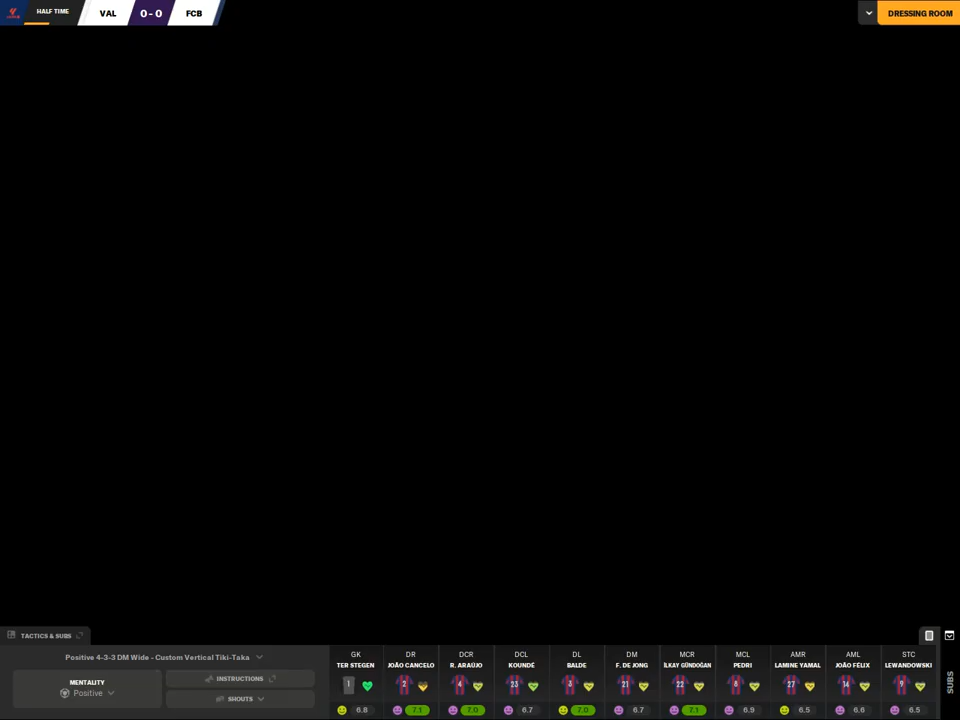 HALF TIME
VAL
0 - 0
FCB
DRESSING ROOM
TACTICS & SUBS
Positive 4-3-3 DM Wide - Custom Vertical Tiki-Taka
MENTALITY
Positive
INSTRUCTIONS
SHOUTS
GK DR DCR DCL DL DM MCR MCL AMR AML STC
TER STEGEN JOÃO CANCELO R. ARAÚJO KOUNDÉ BALDE F. DE JONG İLKAY GÜNDOĞAN PEDRI LAMINE YAMAL JOÃO FÉLIX LEWANDOWSKI
1 2 4 23 3 21 22 8 27 14 9
6.8 7.1 7.0 6.7 7.0 6.7 7.1 6.9 6.5 6.6 6.5
SUBS